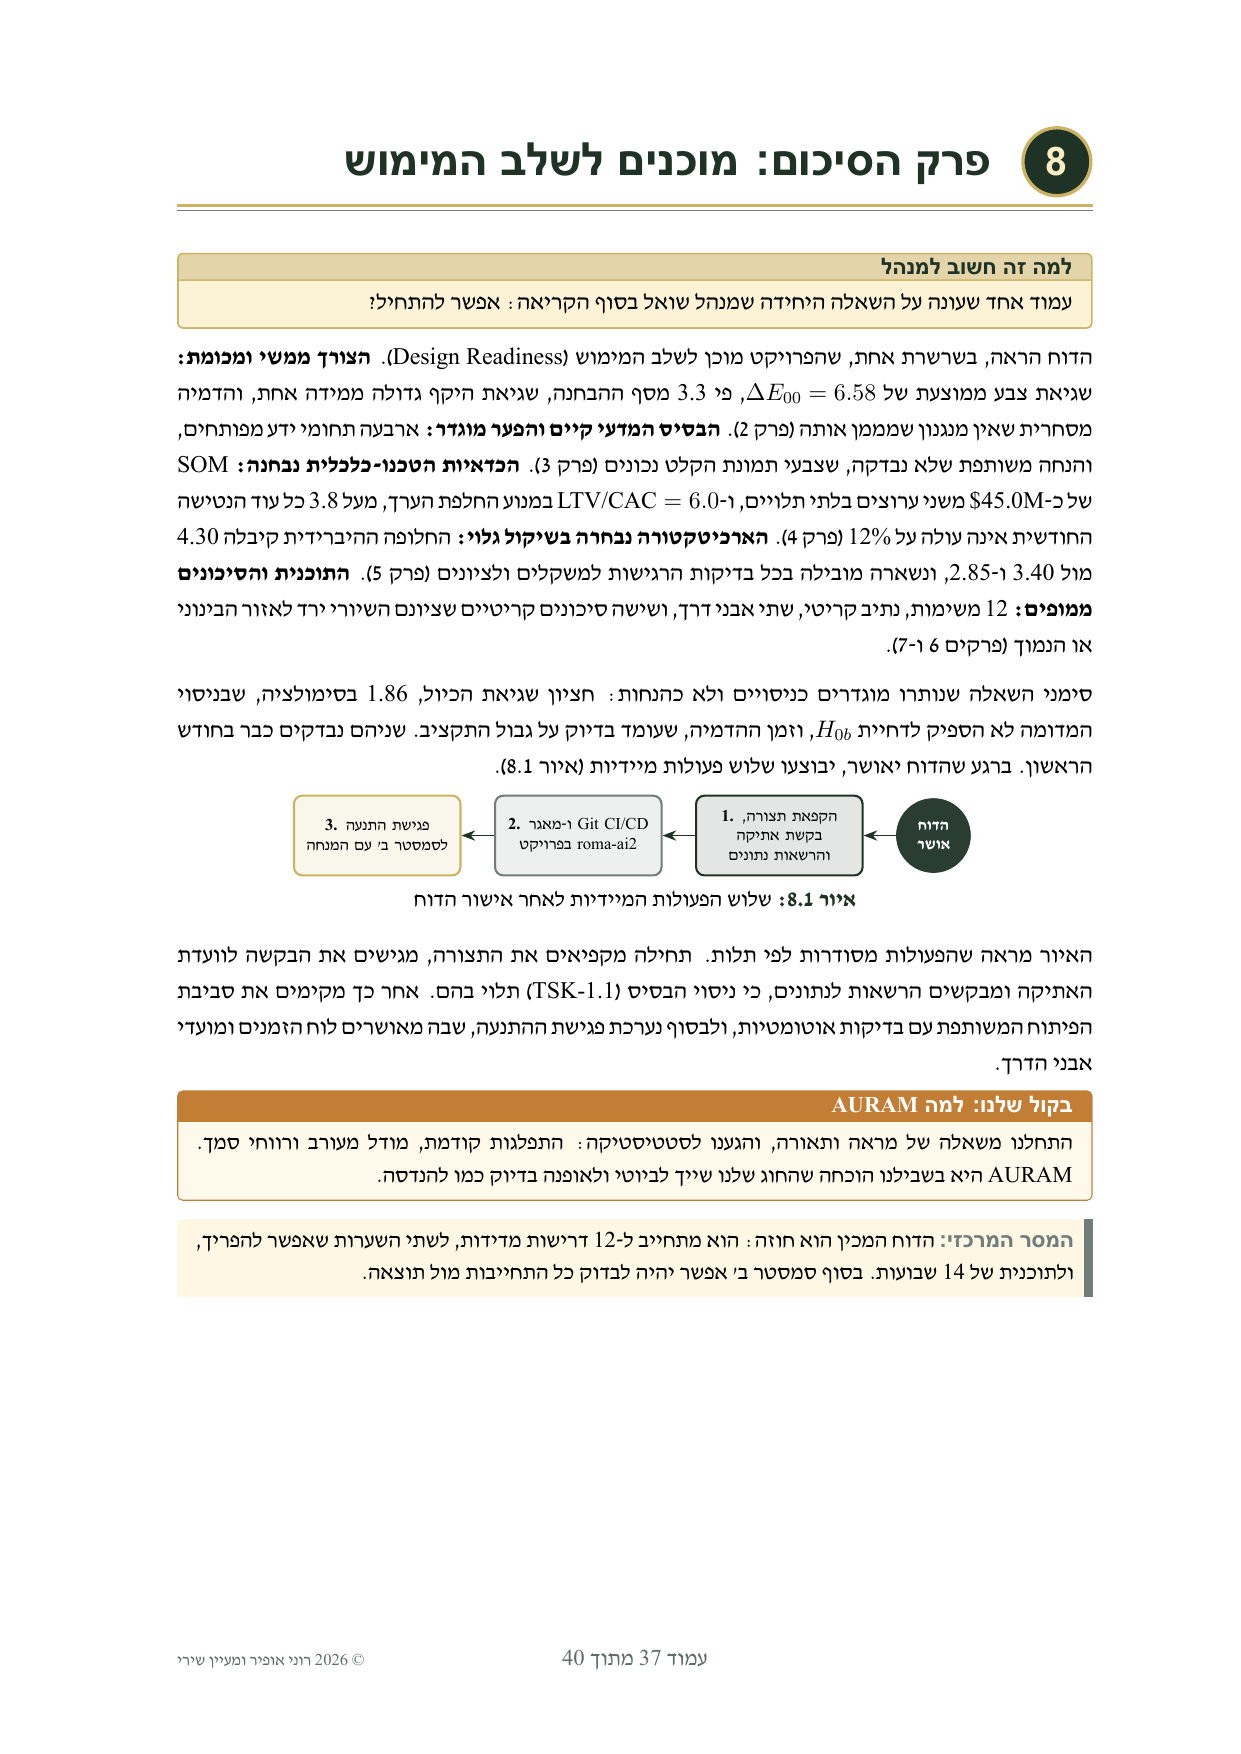 8 פרק הסיכום: מוכנים לשלב המימוש
למה זה חשוב למנהל
עמוד אחד שעונה על השאלה היחידה שמנהל שואל בסוף הקריאה: אפשר להתחיל?
הדוח הראה, בשרשרת אחת, שהפרויקט מוכן לשלב המימוש (Design Readiness). הצורך ממשי ומכומת:
שגיאת צבע ממוצעת של ΔE₀₀ = 6.58, פי 3.3 מסף ההבחנה, שגיאת היקף גדולה ממידה אחת, והדמיה
מסחרית שאין מנגנון שמממן אותה (פרק 2). הבסיס המדעי קיים והפער מוגדר: ארבעה תחומי ידע מפותחים,
והנחה משותפת שלא נבדקה, שצבעי תמונת הקלט נכונים (פרק 3). הכדאיות הטכנו-כלכלית נבחנה: SOM
של כ-$45.0M משני ערוצים בלתי תלויים, ו-LTV/CAC = 6.0 במנוע החלפת הערך, מעל 3.8 כל עוד הנטישה
החודשית אינה עולה על 12% (פרק 4). הארכיטקטורה נבחרה בשיקול גלוי: החלופה ההיברידית קיבלה 4.30
מול 3.40 ו-2.85, ונשארה מובילה בכל בדיקות הרגישות למשקלים ולציונים (פרק 5). התוכנית והסיכונים
ממופים: 12 משימות, נתיב קריטי, שתי אבני דרך, ושישה סיכונים קריטיים שציונם השיורי ירד לאזור הבינוני
או הנמוך (פרקים 6 ו-7).
סימני השאלה שנותרו מוגדרים כניסויים ולא כהנחות: חציון שגיאת הכיול, 1.86 בסימולציה, שבניסוי
המדומה לא הספיק לדחיית H₀b, וזמן ההדמיה, שעומד בדיוק על גבול התקציב. שניהם נבדקים כבר בחודש
הראשון. ברגע שהדוח יאושר, יבוצעו שלוש פעולות מיידיות (איור 8.1).
הדוח
אושר
1. הקפאת תצורה,
בקשת אתיקה
והרשאות נתונים
2. מאגר-ו Git CI/CD
בפרויקט roma-ai2
3. פגישת התנעה
לסמסטר ב׳ עם המנחה
איור 8.1: שלוש הפעולות המיידיות לאחר אישור הדוח
האיור מראה שהפעולות מסודרות לפי תלות. תחילה מקפיאים את התצורה, מגישים את הבקשה לוועדת
האתיקה ומבקשים הרשאות לנתונים, כי ניסוי הבסיס (TSK-1.1) תלוי בהם. אחר כך מקימים את סביבת
הפיתוח המשותפת עם בדיקות אוטומטיות, ולבסוף נערכת פגישת ההתנעה, שבה מאושרים לוח הזמנים ומועדי
אבני הדרך.
בקול שלנו: למה AURAM
התחלנו משאלה של מראה ותאורה, והגענו לסטטיסטיקה: התפלגות קודמת, מודל מעורב ורווחי סמך.
AURAM היא בשבילנו הוכחה שהחוג שלנו שייך לביוטי ולאופנה בדיוק כמו להנדסה.
המסר המרכזי: הדוח המכין הוא חוזה: הוא מתחייב ל-12 דרישות מדידות, לשתי השערות שאפשר להפריך,
ולתוכנית של 14 שבועות. בסוף סמסטר ב׳ אפשר יהיה לבדוק כל התחייבות מול תוצאה.
עמוד 37 מתוך 40
© 2026 רוני אופיר ומעיין שירי